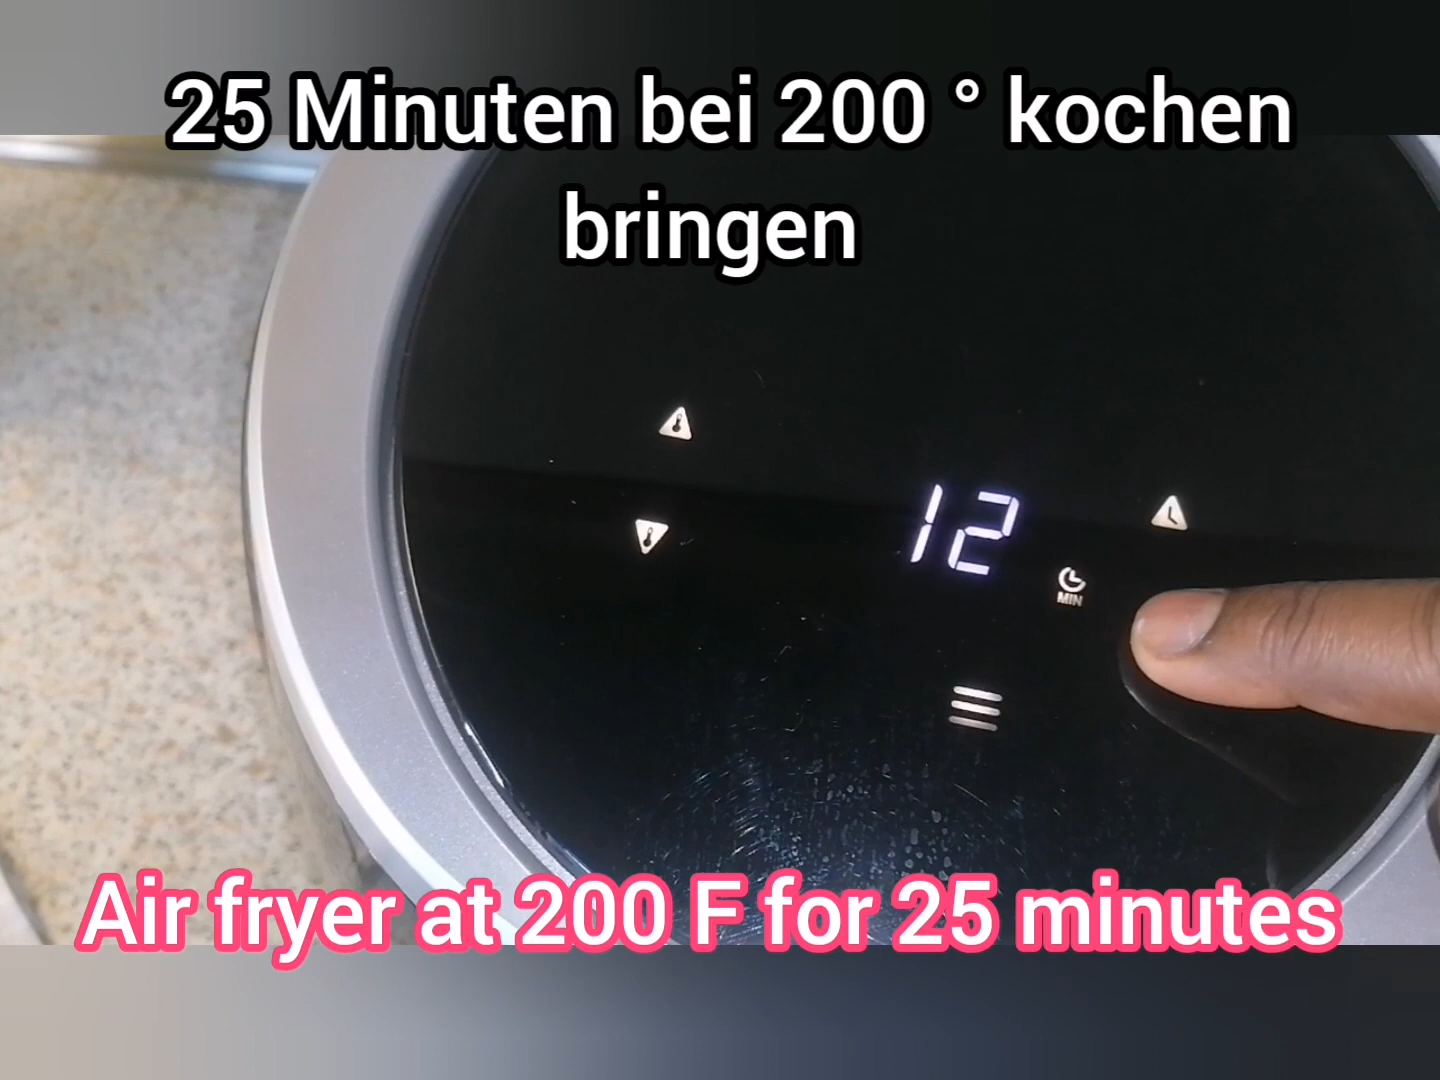 25 Minuten bei 200 ° kochen
bringen
12
MIN
Air fryer at 200 F for 25 minutes